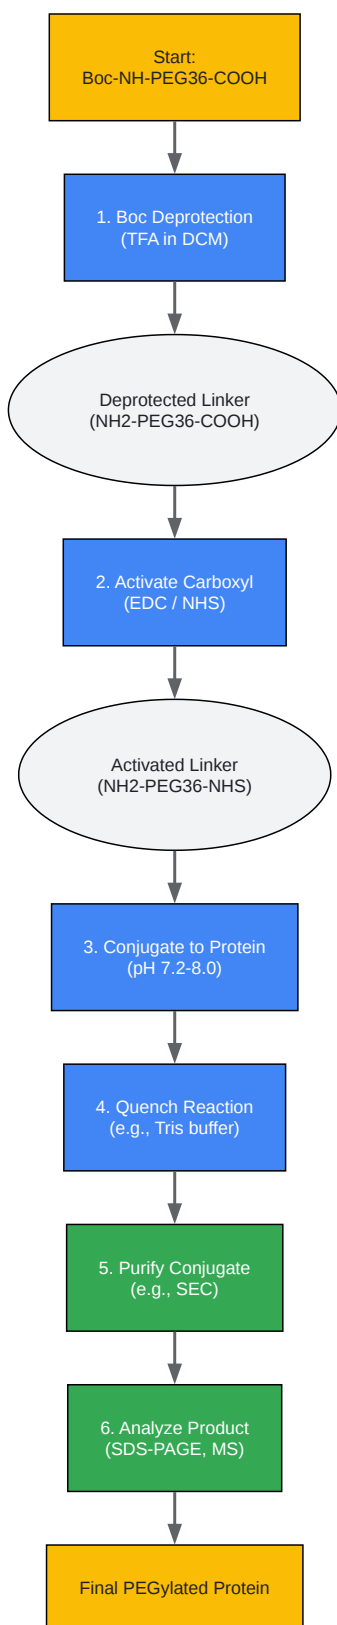 Start:
Boc-NH-PEG36-COOH
1. Boc Deprotection
(TFA in DCM)
Deprotected Linker
(NH2-PEG36-COOH)
2. Activate Carboxyl
(EDC / NHS)
Activated Linker
(NH2-PEG36-NHS)
3. Conjugate to Protein
(pH 7.2-8.0)
4. Quench Reaction
(e.g., Tris buffer)
5. Purify Conjugate
(e.g., SEC)
6. Analyze Product
(SDS-PAGE, MS)
Final PEGylated Protein